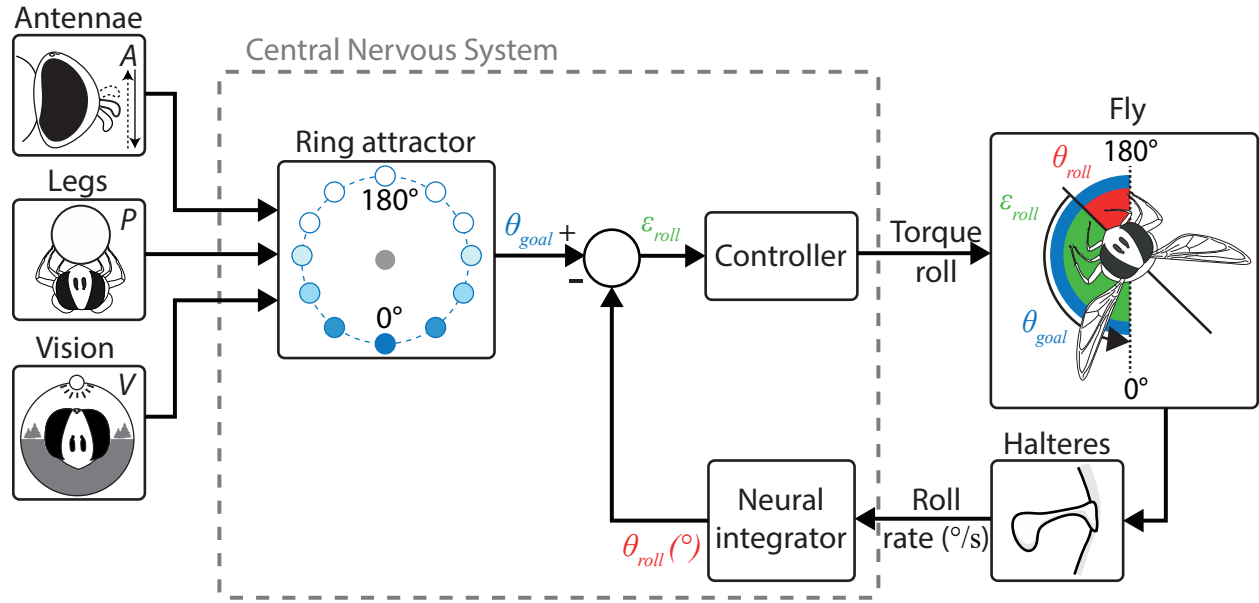 Antennae
A
Legs
P
Vision
V
Central Nervous System
Ring attractor
180°
0°
θgoal
+
-
εroll
Controller
Torque
roll
Fly
180°
θroll
εroll
θgoal
0°
Halteres
Roll
rate (°/s)
Neural
integrator
θroll (°)